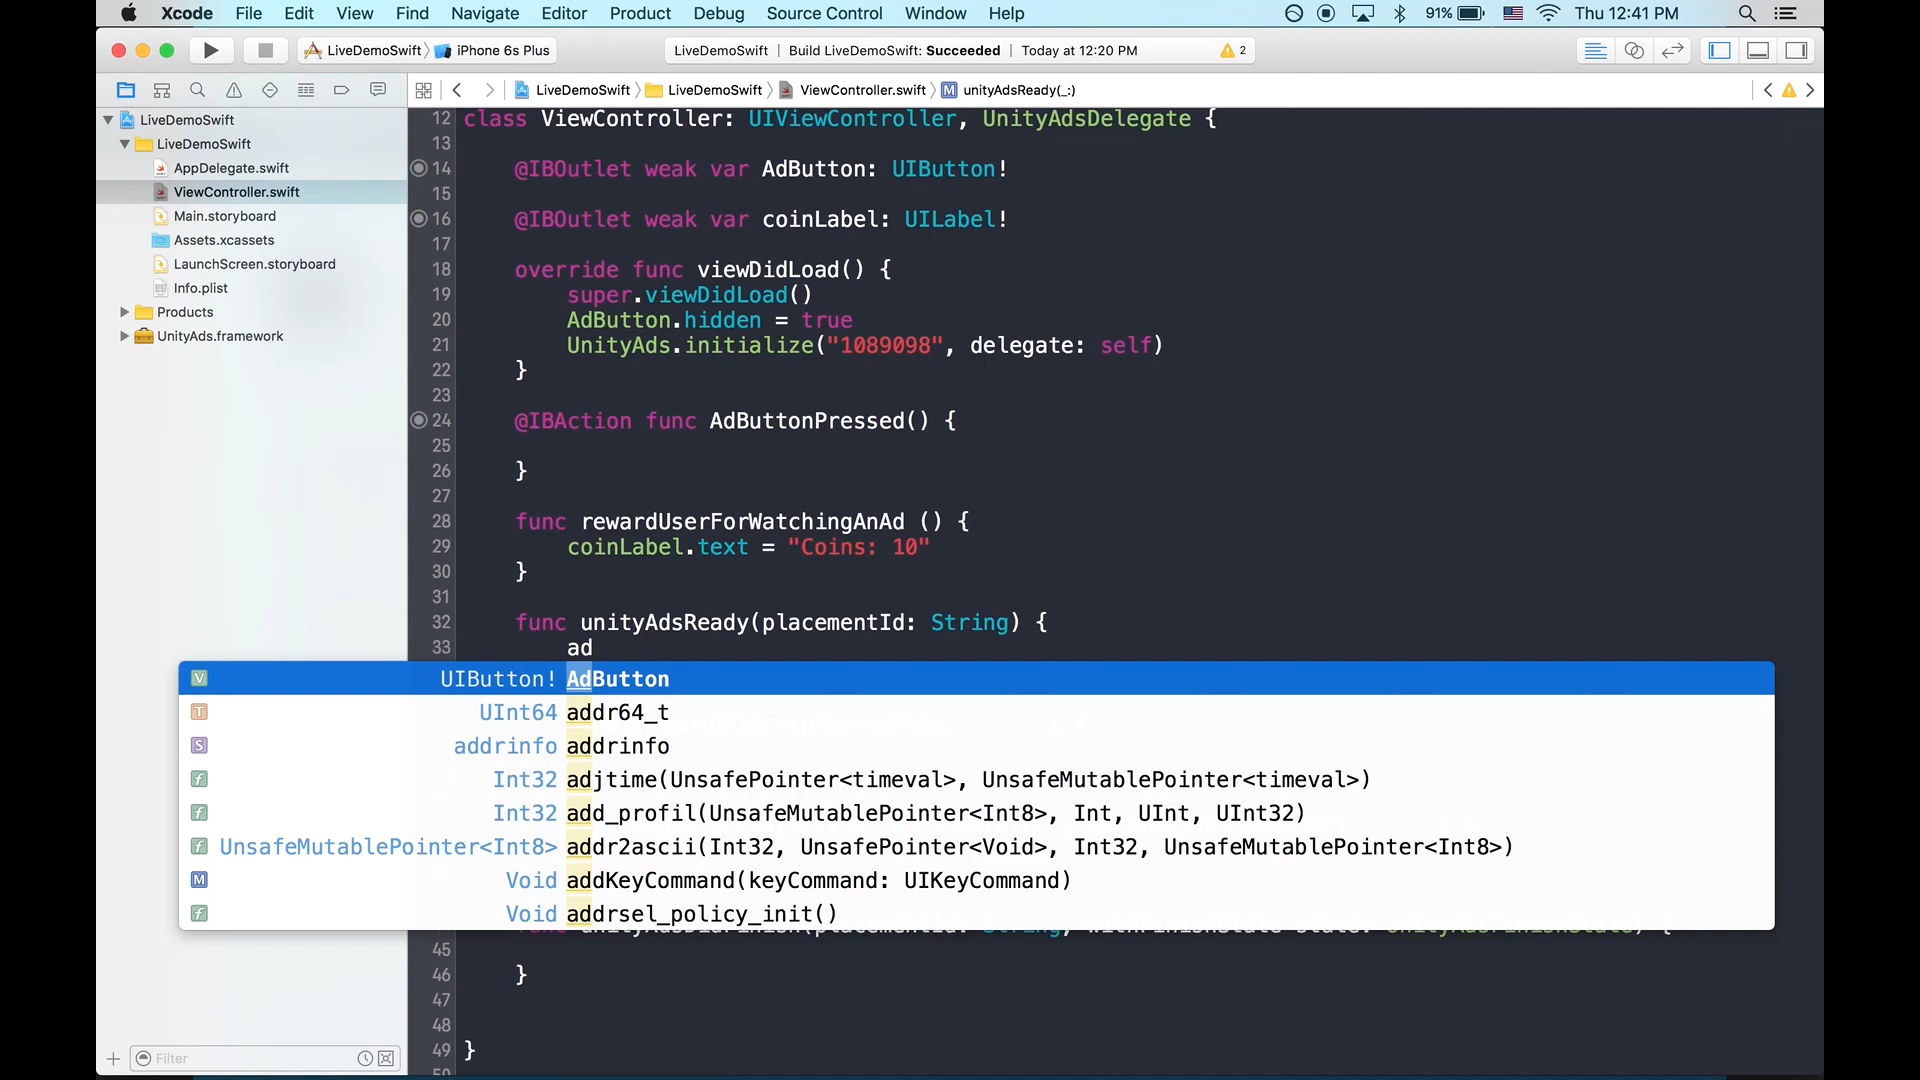 Xcode File Edit View Find Navigate Editor Product Debug Source Control Window Help 91% Thu 12:41 PM
LiveDemoSwift iPhone 6s Plus LiveDemoSwift | Build LiveDemoSwift: Succeeded | Today at 12:20 PM 2
LiveDemoSwift LiveDemoSwift ViewController.swift M unityAdsReady(_:)
LiveDemoSwift
LiveDemoSwift
AppDelegate.swift
ViewController.swift
Main.storyboard
Assets.xcassets
LaunchScreen.storyboard
Info.plist
Products
UnityAds.framework
Filter
12 class ViewController: UIViewController, UnityAdsDelegate {
13
14 @IBOutlet weak var AdButton: UIButton!
15
16 @IBOutlet weak var coinLabel: UILabel!
17
18 override func viewDidLoad() {
19 super.viewDidLoad()
20 AdButton.hidden = true
21 UnityAds.initialize("1089098", delegate: self)
22 }
23
24 @IBAction func AdButtonPressed() {
25
26 }
27
28 func rewardUserForWatchingAnAd () {
29 coinLabel.text = "Coins: 10"
30 }
31
32 func unityAdsReady(placementId: String) {
33 ad
V UIButton! AdButton
T UInt64 addr64_t
S addrinfo addrinfo
f Int32 adjtime(UnsafePointer<timeval>, UnsafeMutablePointer<timeval>)
f Int32 add_profil(UnsafeMutablePointer<Int8>, Int, UInt, UInt32)
f UnsafeMutablePointer<Int8> addr2ascii(Int32, UnsafePointer<Void>, Int32, UnsafeMutablePointer<Int8>)
M Void addKeyCommand(keyCommand: UIKeyCommand)
f Void addrsel_policy_init()
45
46 }
47
48
49 }
50